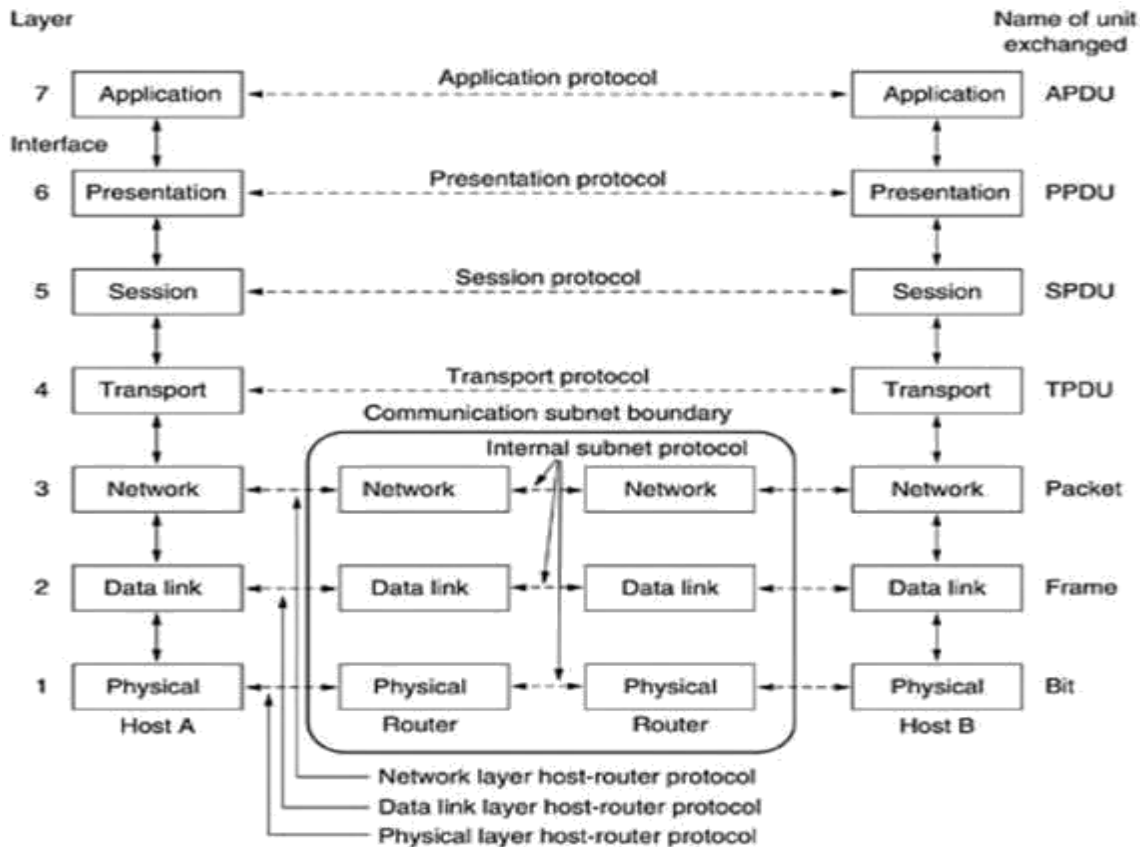 Layer
Name of unit
exchanged
7
Application
Application protocol
Application
APDU
Interface
6
Presentation
Presentation protocol
Presentation
PPDU
5
Session
Session protocol
Session
SPDU
4
Transport
Transport protocol
Transport
TPDU
Communication subnet boundary
Internal subnet protocol
3
Network
Network
Network
Network
Packet
2
Data link
Data link
Data link
Data link
Frame
1
Physical
Physical
Physical
Physical
Bit
Host A
Router
Router
Host B
Network layer host-router protocol
Data link layer host-router protocol
Physical layer host-router protocol